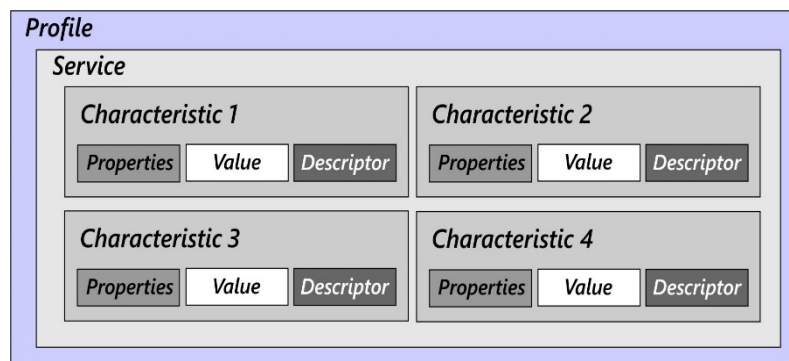 Profile
Service
Characteristic 1
Characteristic 2
Properties Value Descriptor
Properties Value Descriptor
Characteristic 3
Characteristic 4
Properties Value Descriptor
Properties Value Descriptor